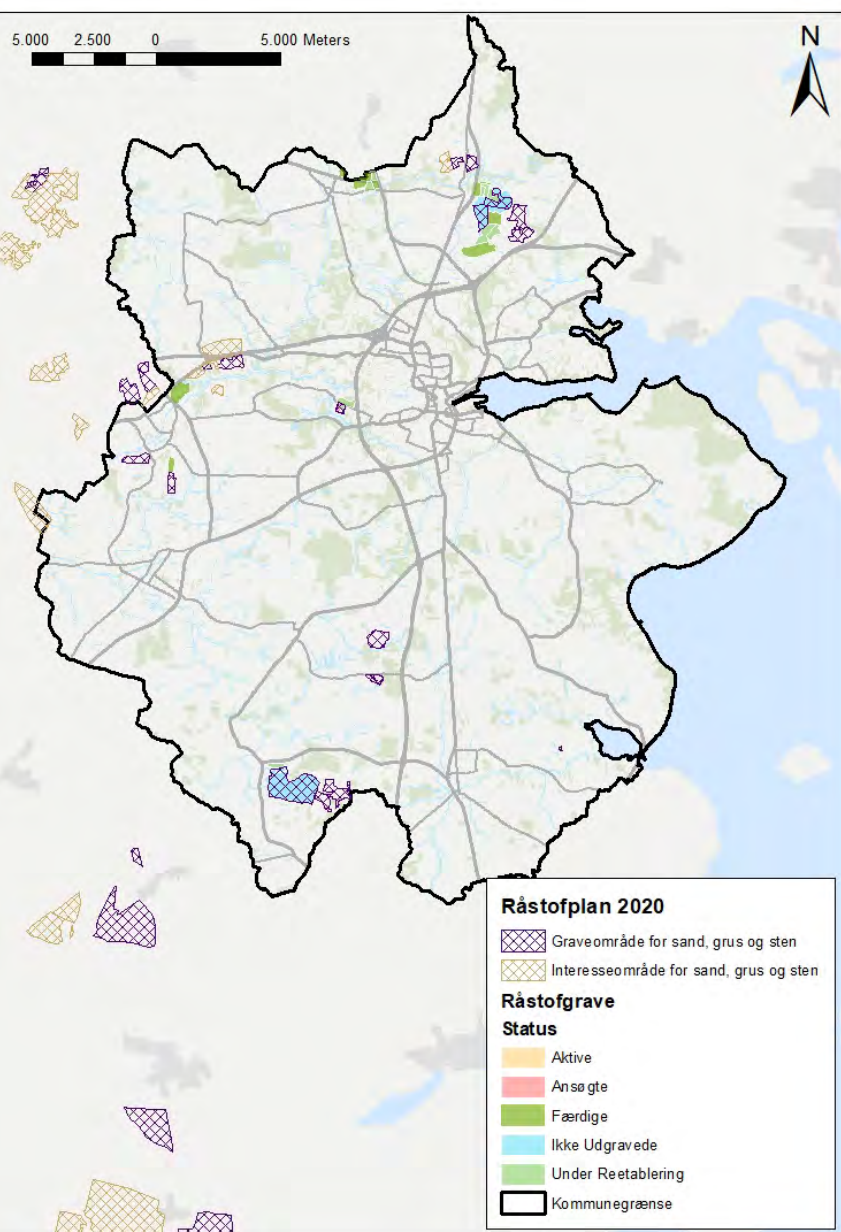 5.000 2.500 0 5.000 Meters
N
Råstofplan 2020
Graveområde for sand, grus og sten
Interesseområde for sand, grus og sten
Råstofgrave
Status
Aktive
Ansøgte
Færdige
Ikke Udgravede
Under Reetablering
Kommunegrænse